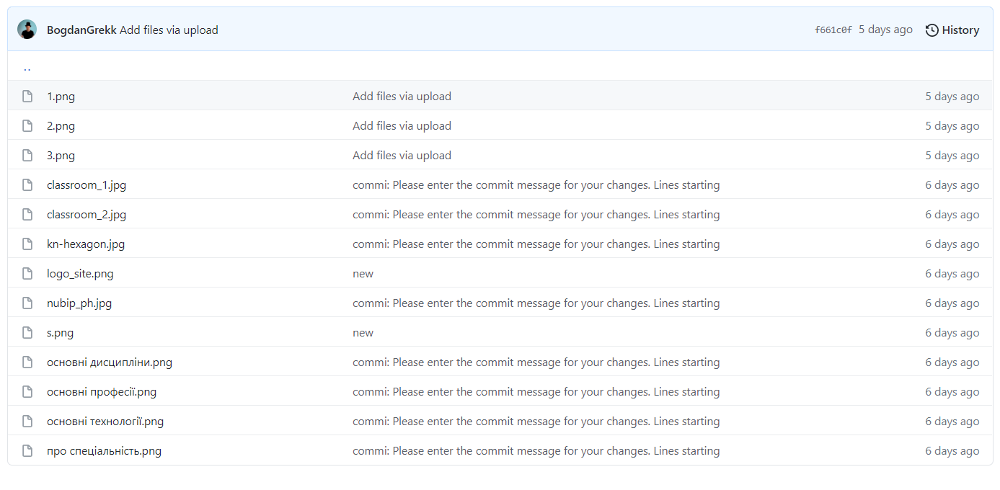 BogdanGrekk Add files via upload f661c0f 5 days ago History
..
1.png Add files via upload 5 days ago
2.png Add files via upload 5 days ago
3.png Add files via upload 5 days ago
classroom_1.jpg commi: Please enter the commit message for your changes. Lines starting 6 days ago
classroom_2.jpg commi: Please enter the commit message for your changes. Lines starting 6 days ago
kn-hexagon.jpg commi: Please enter the commit message for your changes. Lines starting 6 days ago
logo_site.png new 6 days ago
nubip_ph.jpg commi: Please enter the commit message for your changes. Lines starting 6 days ago
s.png new 6 days ago
основні дисципліни.png commi: Please enter the commit message for your changes. Lines starting 6 days ago
основні професії.png commi: Please enter the commit message for your changes. Lines starting 6 days ago
основні технології.png commi: Please enter the commit message for your changes. Lines starting 6 days ago
про спеціальність.png commi: Please enter the commit message for your changes. Lines starting 6 days ago